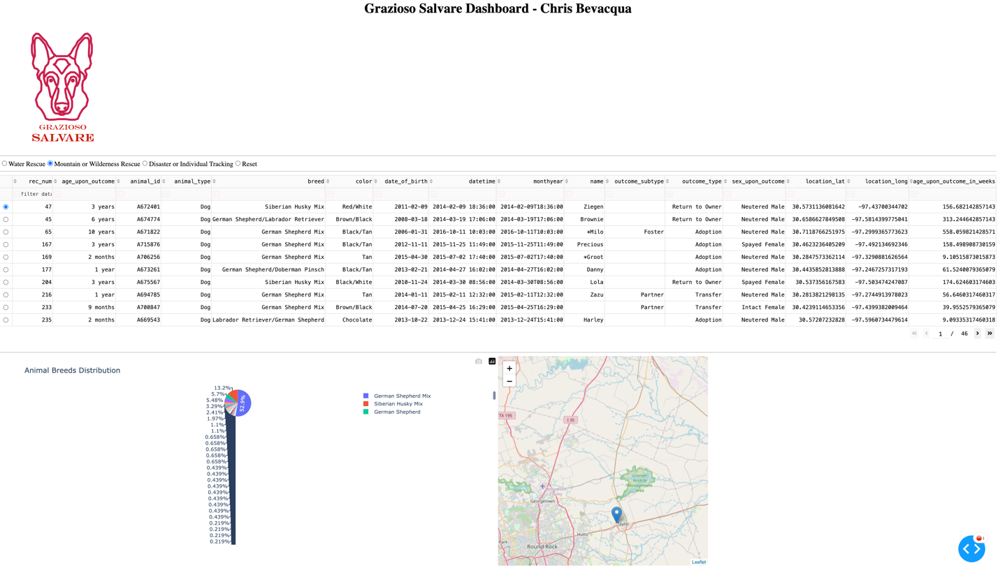 Grazioso Salvare Dashboard - Chris Bevacqua
GRAZIOSO
SALVARE
Water Rescue Mountain or Wilderness Rescue Disaster or Individual Tracking Reset
rec_num age_upon_outcome animal_id animal_type breed color date_of_birth datetime monthyear name outcome_subtype outcome_type sex_upon_outcome location_lat location_long age_upon_outcome_in_weeks
filter data
47 3 years A672401 Dog Siberian Husky Mix Red/White 2011-02-09 2014-02-09 18:36:00 2014-02-09T18:36:00 Ziegen Return to Owner Neutered Male 30.5731136081642 -97.43700344702 156.682142857143
45 6 years A674774 Dog German Shepherd/Labrador Retriever Brown/Black 2008-03-18 2014-03-19 17:06:00 2014-03-19T17:06:00 Brownie Return to Owner Neutered Male 30.6586627849508 -97.5814399775041 313.244642857143
65 10 years A671822 Dog German Shepherd Mix Black/Tan 2006-01-31 2016-10-11 10:03:00 2016-10-11T10:03:00 *Milo Foster Adoption Neutered Male 30.7118766251975 -97.2999365773623 558.059821428571
167 3 years A715876 Dog German Shepherd Mix Black/Tan 2012-11-11 2015-11-25 11:49:00 2015-11-25T11:49:00 Precious Adoption Spayed Female 30.4623236405209 -97.492134692346 158.498908730159
169 2 months A706256 Dog German Shepherd Mix Tan 2015-04-30 2015-07-02 17:40:00 2015-07-02T17:40:00 *Groot Adoption Neutered Male 30.2847573362114 -97.3290881626564 9.10515873015873
177 1 year A673261 Dog German Shepherd/Doberman Pinsch Black/Tan 2013-02-21 2014-04-27 16:02:00 2014-04-27T16:02:00 Danny Adoption Neutered Male 30.4435852813888 -97.2467257317193 61.5240079365079
204 3 years A675567 Dog Siberian Husky Mix Black/White 2010-11-24 2014-03-30 08:56:00 2014-03-30T08:56:00 Lola Return to Owner Spayed Female 30.537356167583 -97.503474247087 174.624603174603
216 1 year A694785 Dog German Shepherd Mix Tan 2014-01-11 2015-02-11 12:32:00 2015-02-11T12:32:00 Zazu Partner Transfer Neutered Male 30.2813821298135 -97.2744913978023 56.6460317460317
233 9 months A700847 Dog German Shepherd Mix Brown/Black 2014-07-20 2015-04-25 16:29:00 2015-04-25T16:29:00 Partner Transfer Intact Female 30.4239114653356 -97.4399382009464 39.9552579365079
235 2 months A669543 Dog Labrador Retriever/German Shepherd Chocolate 2013-10-22 2013-12-24 15:41:00 2013-12-24T15:41:00 Harley Adoption Neutered Male 30.57207232828 -97.5960734479614 9.09335317460318
1 / 46
Animal Breeds Distribution
52.9%
13.2%
5.7%
5.48%
3.29%
2.41%
1.97%
1.1%
1.1%
0.658%
0.658%
0.658%
0.658%
0.658%
0.439%
0.439%
0.439%
0.439%
0.439%
0.439%
0.439%
0.439%
0.219%
0.219%
0.219%
0.219%
German Shepherd Mix
Siberian Husky Mix
German Shepherd
+
−
TX 195
I 35
Granger
Wildlife
Management
Area
Williamson
County
Georgetown
Taylor
Hutto
Park
Round Rock
Leaflet